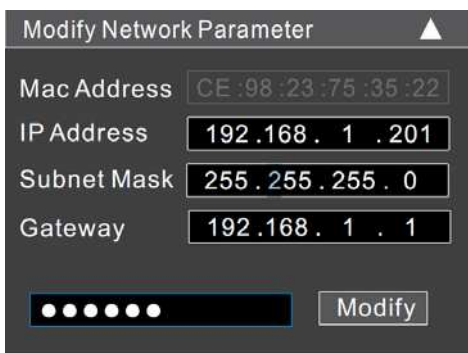 Modify Network Parameter
Mac Address CE:98:23:75:35:22
IP Address 192.168. 1 .201
Subnet Mask 255.255.255. 0
Gateway 192.168. 1 . 1
●●●●●● Modify